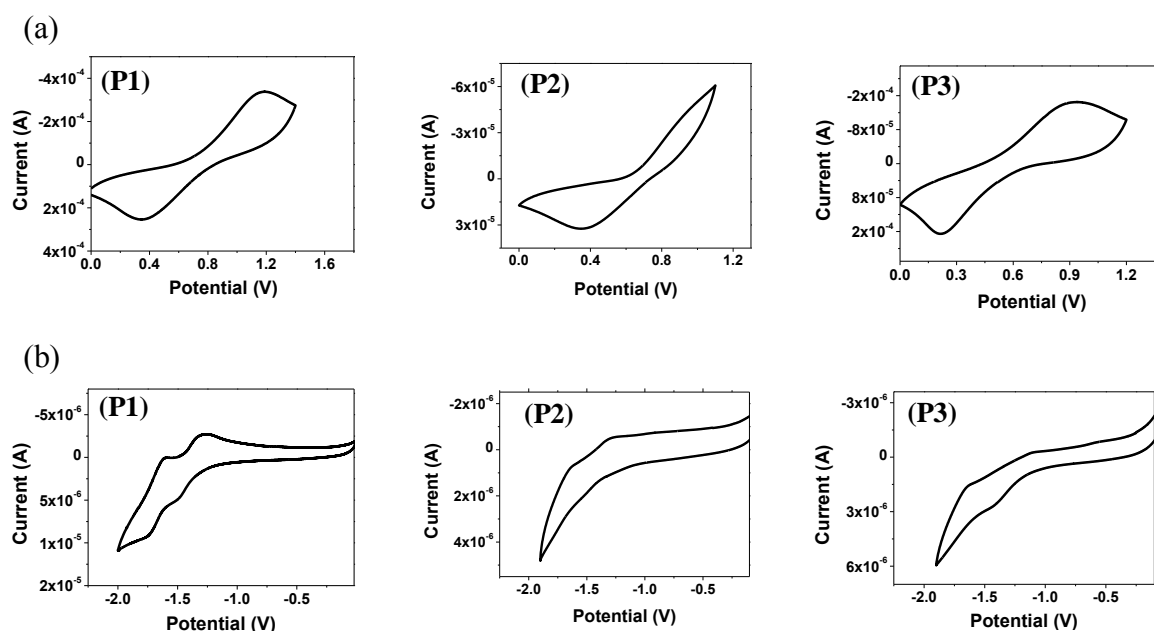 (a)
(P1)
-4x10⁻⁴
-2x10⁻⁴
0
2x10⁻⁴
4x10⁻⁴
Current (A)
0.0 0.4 0.8 1.2 1.6
Potential (V)
(P2)
-6x10⁻⁵
-3x10⁻⁵
0
3x10⁻⁵
Current (A)
0.0 0.3 0.6 0.9 1.2
Potential (V)
(P3)
-2x10⁻⁴
-8x10⁻⁵
0
8x10⁻⁵
2x10⁻⁴
Current (A)
0.0 0.3 0.6 0.9 1.2
Potential (V)
(b)
(P1)
-5x10⁻⁶
0
5x10⁻⁶
1x10⁻⁵
2x10⁻⁵
Current (A)
-2.0 -1.5 -1.0 -0.5
Potential (V)
(P2)
-2x10⁻⁶
0
2x10⁻⁶
4x10⁻⁶
Current (A)
-2.0 -1.5 -1.0 -0.5
Potential (V)
(P3)
-3x10⁻⁶
0
3x10⁻⁶
6x10⁻⁶
Current (A)
-2.0 -1.5 -1.0 -0.5
Potential (V)